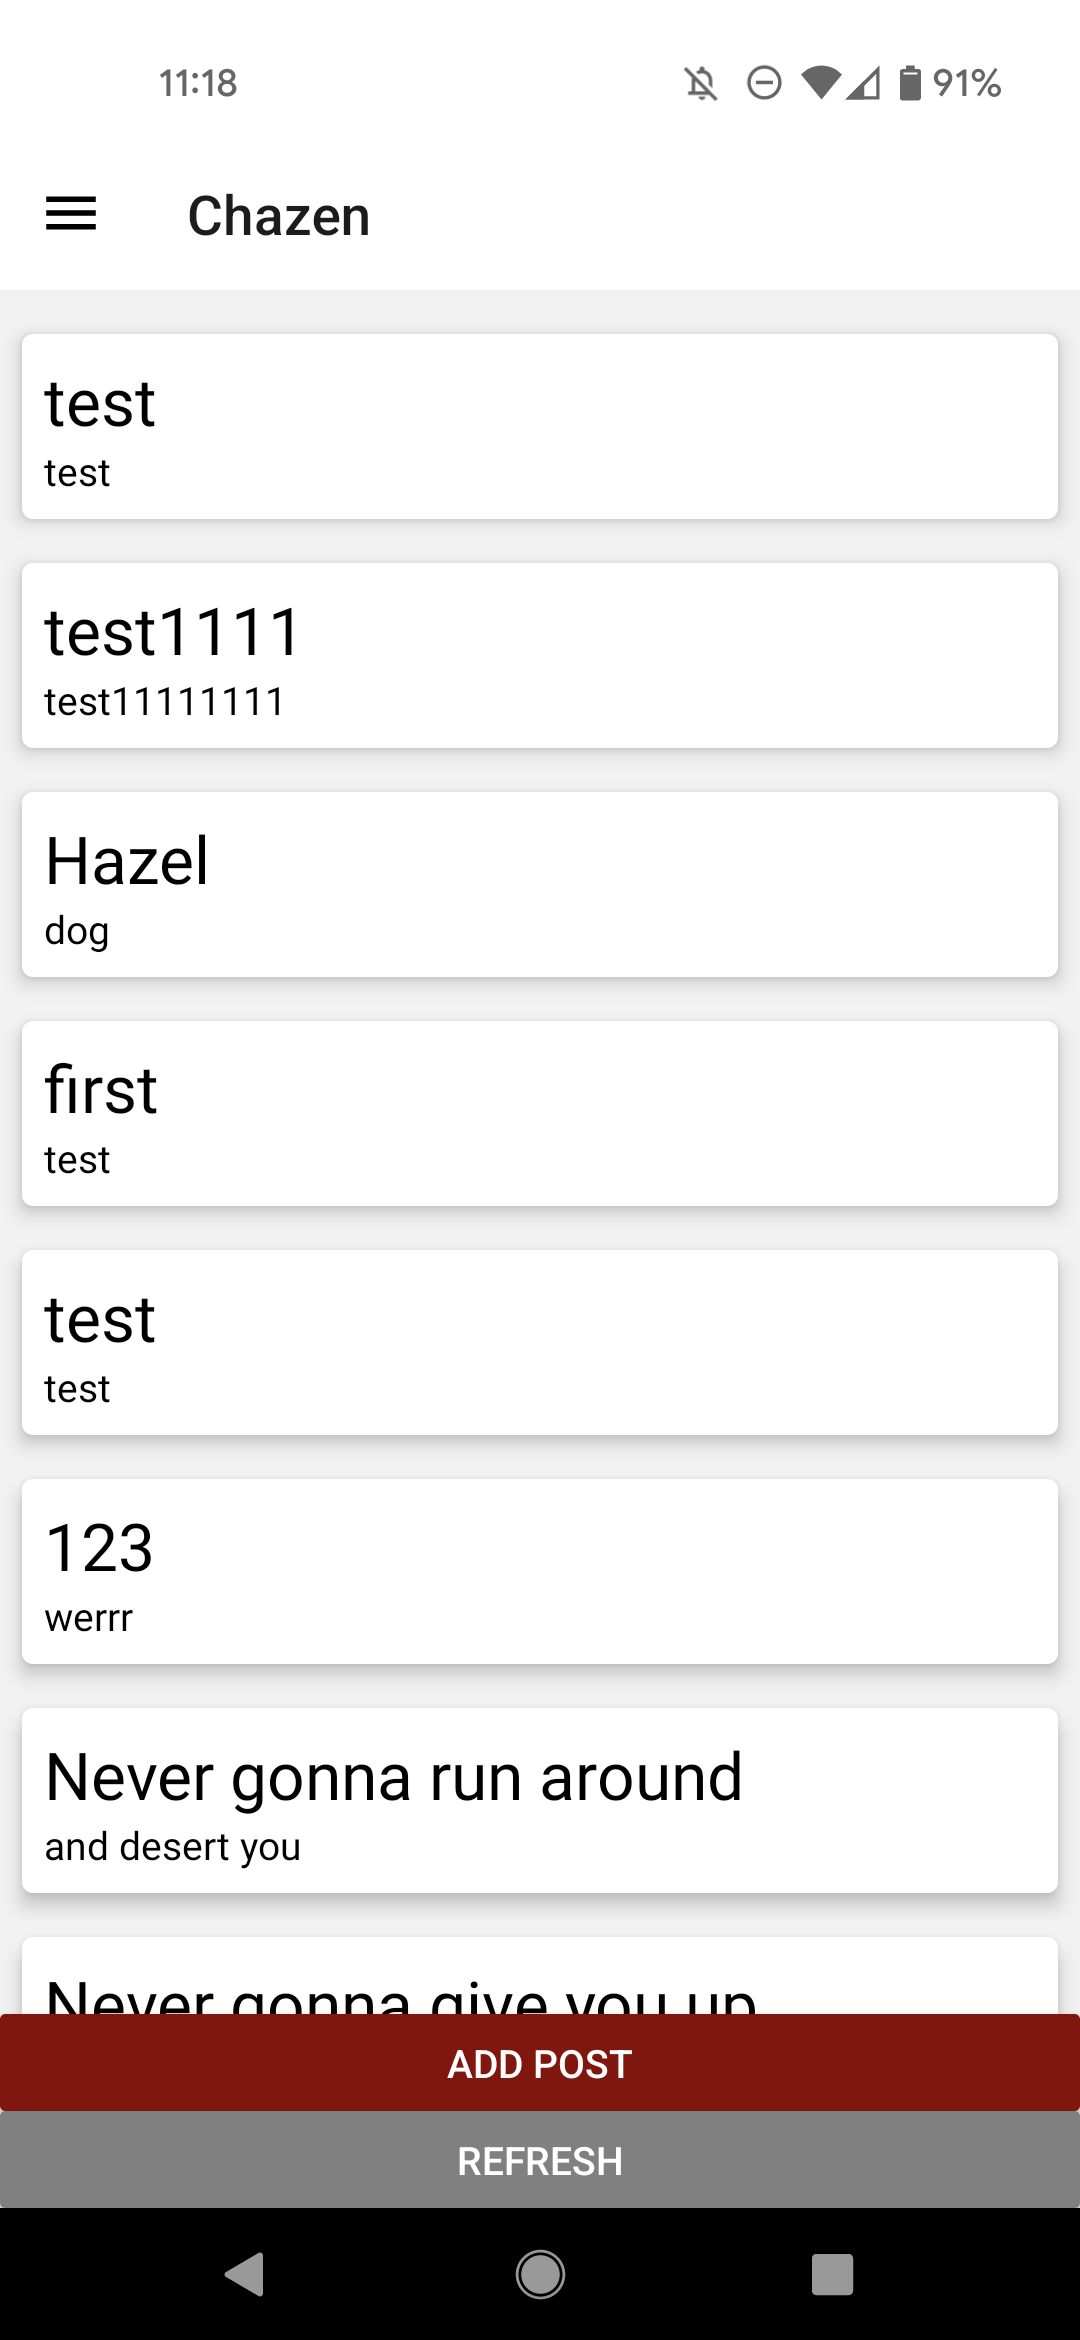 11:18
91%
Chazen
test
test
test1111
test11111111
Hazel
dog
first
test
test
test
123
werrr
Never gonna run around
and desert you
Never gonna give you up
ADD POST
REFRESH